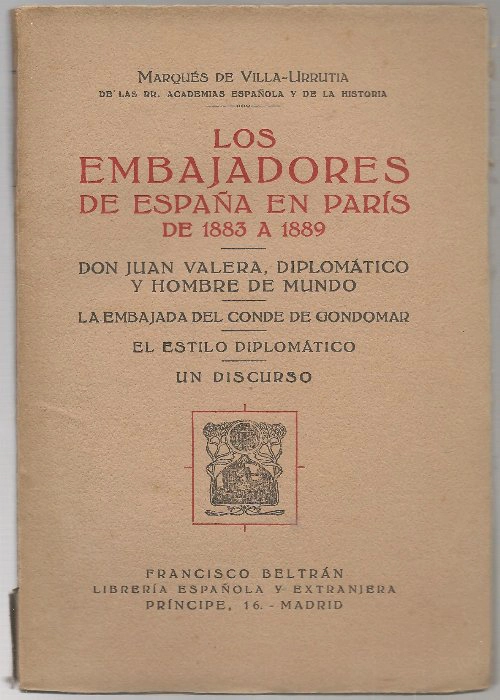 Marqués de Villa-Urrutia
DE LAS RR. ACADEMIAS ESPAÑOLA Y DE LA HISTORIA
LOS
EMBAJADORES
DE ESPAÑA EN PARÍS
DE 1883 A 1889
DON JUAN VALERA, DIPLOMÁTICO
Y HOMBRE DE MUNDO
LA EMBAJADA DEL CONDE DE GONDOMAR
EL ESTILO DIPLOMÁTICO
UN DISCURSO
FRANCISCO BELTRÁN
LIBRERÍA ESPAÑOLA Y EXTRANJERA
PRÍNCIPE, 16. - MADRID